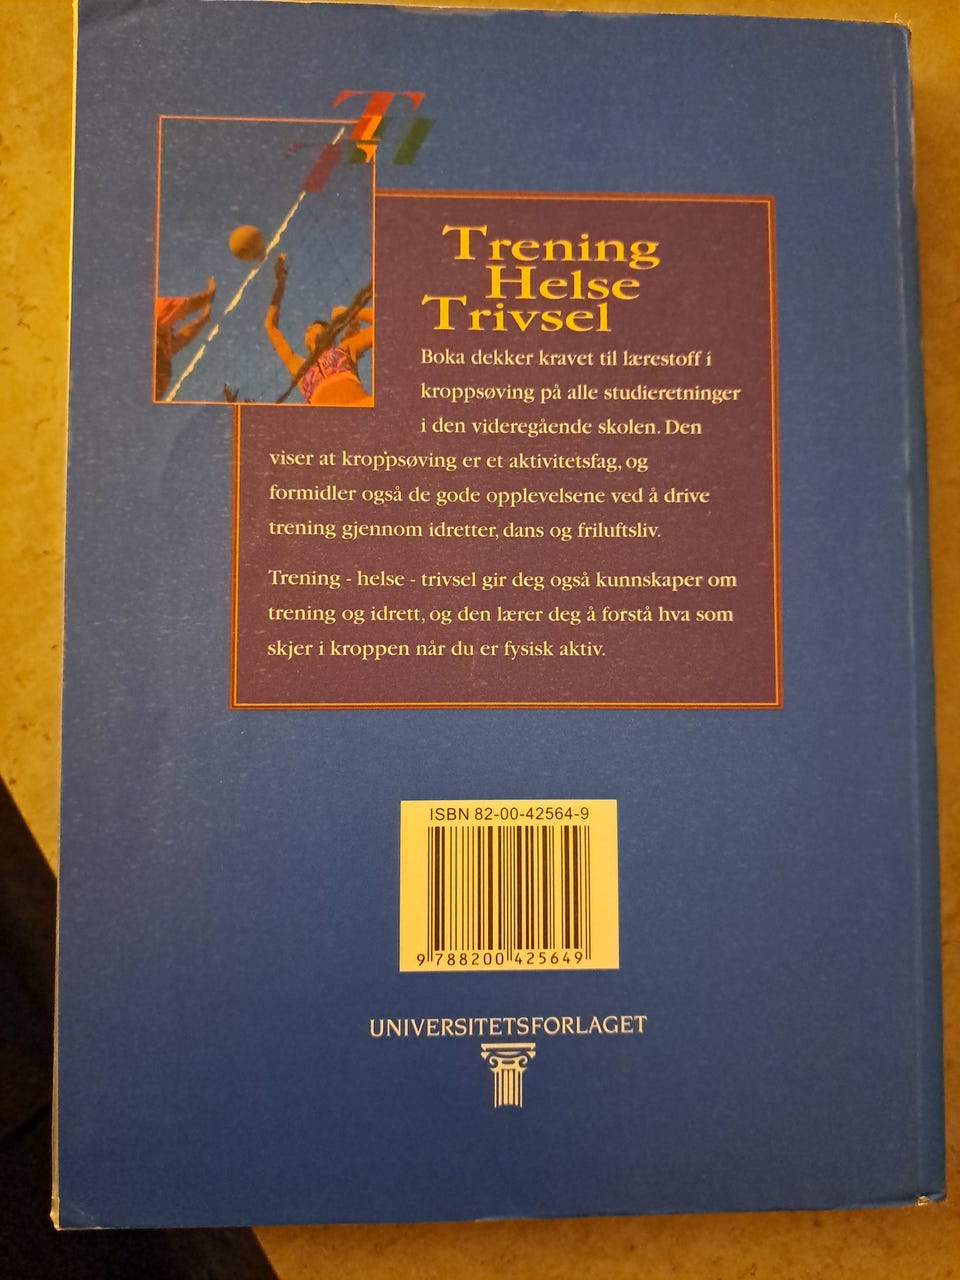 Trening
Helse
Trivsel
Boka dekker kravet til lærestoff i
kroppsøving på alle studieretninger
i den videregående skolen. Den
viser at kroppsøving er et aktivitetsfag, og
formidler også de gode opplevelsene ved å drive
trening gjennom idretter, dans og friluftsliv.
Trening - helse - trivsel gir deg også kunnskaper om
trening og idrett, og den lærer deg å forstå hva som
skjer i kroppen når du er fysisk aktiv.
ISBN 82-00-42564-9
9 788200 425649
UNIVERSITETSFORLAGET